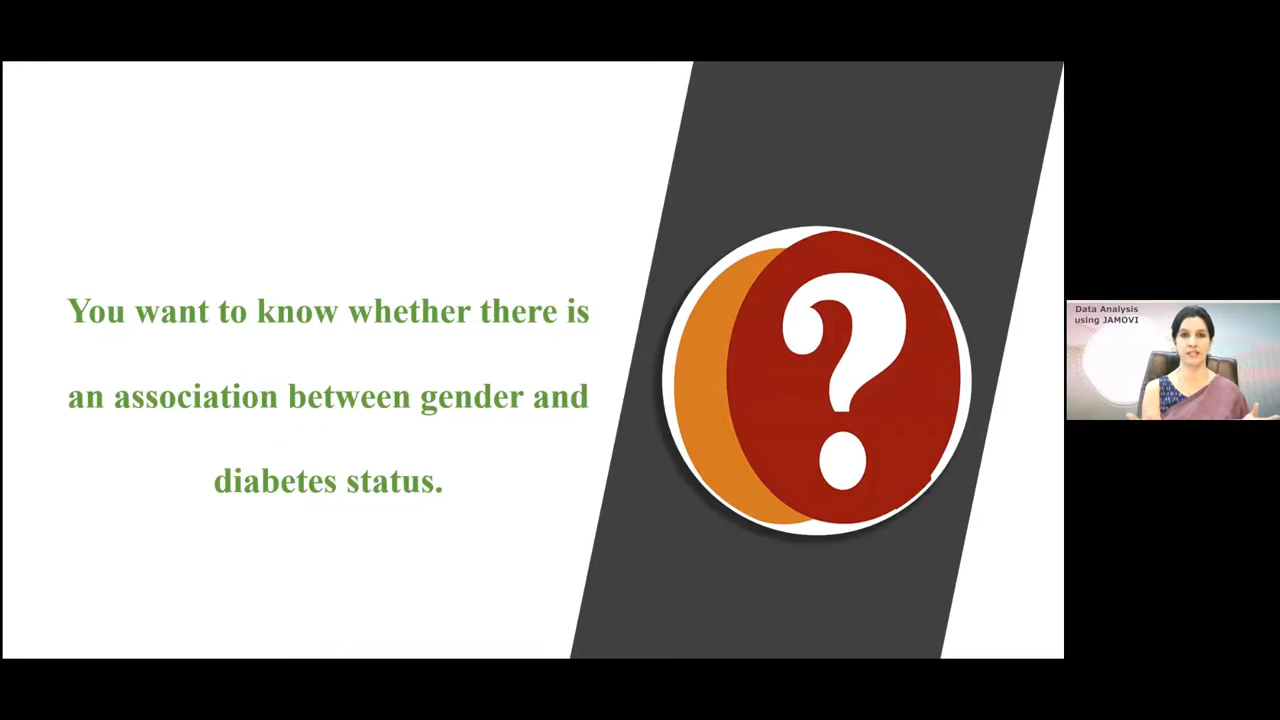 You want to know whether there is
an association between gender and
diabetes status.
?
Data Analysis
using JAMOVI